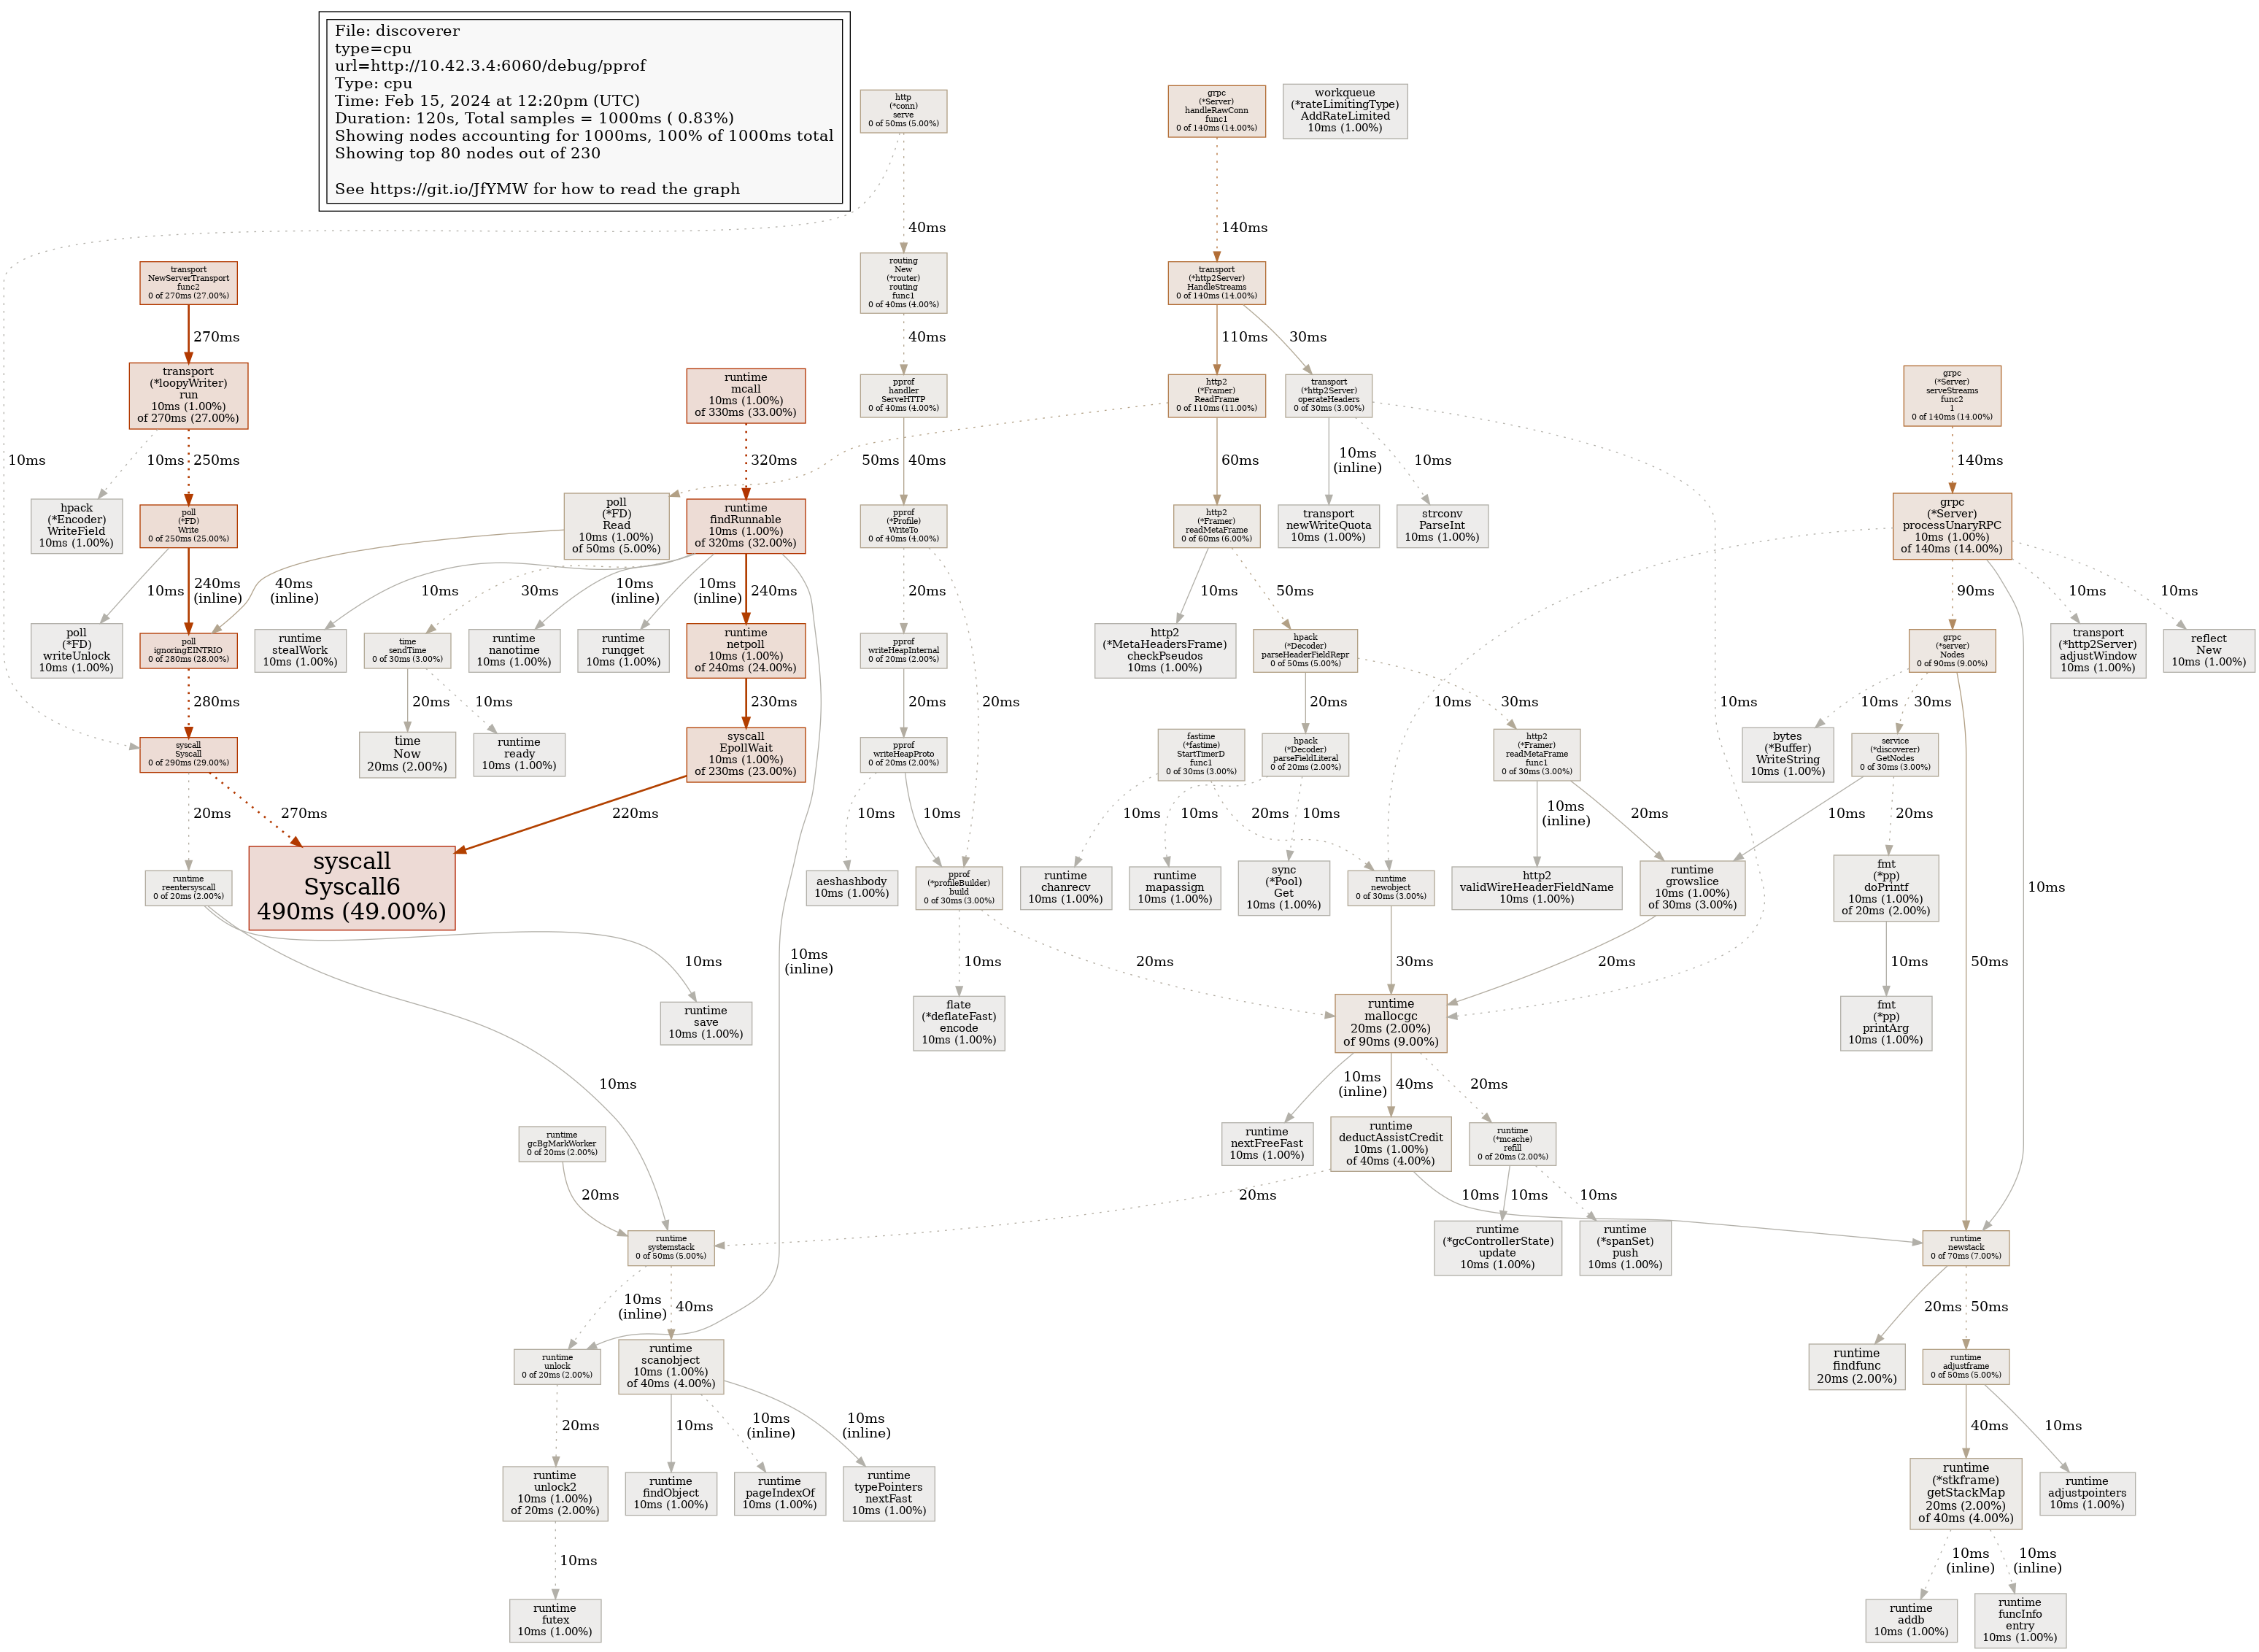 File: discoverer
type=cpu
url=http://10.42.3.4:6060/debug/pprof
Type: cpu
Time: Feb 15, 2024 at 12:20pm (UTC)
Duration: 120s, Total samples = 1000ms ( 0.83%)
Showing nodes accounting for 1000ms, 100% of 1000ms total
Showing top 80 nodes out of 230
See https://git.io/JfYMW for how to read the graph
http
(*conn)
serve
0 of 50ms (5.00%)
grpc
(*Server)
handleRawConn
func1
0 of 140ms (14.00%)
workqueue
(*rateLimitingType)
AddRateLimited
10ms (1.00%)
40ms
140ms
transport
NewServerTransport
func2
0 of 270ms (27.00%)
routing
New
(*router)
routing
func1
0 of 40ms (4.00%)
transport
(*http2Server)
HandleStreams
0 of 140ms (14.00%)
270ms
40ms
110ms
30ms
transport
(*loopyWriter)
run
10ms (1.00%)
of 270ms (27.00%)
runtime
mcall
10ms (1.00%)
of 330ms (33.00%)
pprof
handler
ServeHTTP
0 of 40ms (4.00%)
http2
(*Framer)
ReadFrame
0 of 110ms (11.00%)
transport
(*http2Server)
operateHeaders
0 of 30ms (3.00%)
grpc
(*Server)
serveStreams
func2
1
0 of 140ms (14.00%)
10ms
10ms
250ms
320ms
50ms
40ms
60ms
10ms
(inline)
10ms
140ms
hpack
(*Encoder)
WriteField
10ms (1.00%)
poll
(*FD)
Write
0 of 250ms (25.00%)
poll
(*FD)
Read
10ms (1.00%)
of 50ms (5.00%)
runtime
findRunnable
10ms (1.00%)
of 320ms (32.00%)
pprof
(*Profile)
WriteTo
0 of 40ms (4.00%)
http2
(*Framer)
readMetaFrame
0 of 60ms (6.00%)
transport
newWriteQuota
10ms (1.00%)
strconv
ParseInt
10ms (1.00%)
grpc
(*Server)
processUnaryRPC
10ms (1.00%)
of 140ms (14.00%)
10ms
240ms
(inline)
40ms
(inline)
10ms
30ms
10ms
(inline)
10ms
(inline)
240ms
20ms
10ms
50ms
90ms
10ms
10ms
poll
(*FD)
writeUnlock
10ms (1.00%)
poll
ignoringEINTRIO
0 of 280ms (28.00%)
runtime
stealWork
10ms (1.00%)
time
sendTime
0 of 30ms (3.00%)
runtime
nanotime
10ms (1.00%)
runtime
runqget
10ms (1.00%)
runtime
netpoll
10ms (1.00%)
of 240ms (24.00%)
pprof
writeHeapInternal
0 of 20ms (2.00%)
http2
(*MetaHeadersFrame)
checkPseudos
10ms (1.00%)
hpack
(*Decoder)
parseHeaderFieldRepr
0 of 50ms (5.00%)
grpc
(*server)
Nodes
0 of 90ms (9.00%)
transport
(*http2Server)
adjustWindow
10ms (1.00%)
reflect
New
10ms (1.00%)
280ms
20ms
10ms
230ms
20ms
20ms
20ms
30ms
10ms
10ms
10ms
30ms
syscall
Syscall
0 of 290ms (29.00%)
time
Now
20ms (2.00%)
runtime
ready
10ms (1.00%)
syscall
EpollWait
10ms (1.00%)
of 230ms (23.00%)
pprof
writeHeapProto
0 of 20ms (2.00%)
fastime
(*fastime)
StartTimerD
func1
0 of 30ms (3.00%)
hpack
(*Decoder)
parseFieldLiteral
0 of 20ms (2.00%)
http2
(*Framer)
readMetaFrame
func1
0 of 30ms (3.00%)
bytes
(*Buffer)
WriteString
10ms (1.00%)
service
(*discoverer)
GetNodes
0 of 30ms (3.00%)
20ms
270ms
220ms
10ms
10ms
10ms
10ms
20ms
10ms
10ms
(inline)
20ms
10ms
20ms
runtime
reentersyscall
0 of 20ms (2.00%)
syscall
Syscall6
490ms (49.00%)
aeshashbody
10ms (1.00%)
pprof
(*profileBuilder)
build
0 of 30ms (3.00%)
runtime
chanrecv
10ms (1.00%)
runtime
mapassign
10ms (1.00%)
sync
(*Pool)
Get
10ms (1.00%)
runtime
newobject
0 of 30ms (3.00%)
http2
validWireHeaderFieldName
10ms (1.00%)
runtime
growslice
10ms (1.00%)
of 30ms (3.00%)
fmt
(*pp)
doPrintf
10ms (1.00%)
of 20ms (2.00%)
10ms
10ms
10ms
(inline)
10ms
20ms
30ms
20ms
10ms
50ms
runtime
save
10ms (1.00%)
flate
(*deflateFast)
encode
10ms (1.00%)
runtime
mallocgc
20ms (2.00%)
of 90ms (9.00%)
fmt
(*pp)
printArg
10ms (1.00%)
10ms
10ms
(inline)
40ms
20ms
runtime
gcBgMarkWorker
0 of 20ms (2.00%)
runtime
nextFreeFast
10ms (1.00%)
runtime
deductAssistCredit
10ms (1.00%)
of 40ms (4.00%)
runtime
(*mcache)
refill
0 of 20ms (2.00%)
20ms
20ms
10ms
10ms
10ms
runtime
systemstack
0 of 50ms (5.00%)
runtime
(*gcControllerState)
update
10ms (1.00%)
runtime
(*spanSet)
push
10ms (1.00%)
runtime
newstack
0 of 70ms (7.00%)
10ms
(inline)
40ms
20ms
50ms
runtime
unlock
0 of 20ms (2.00%)
runtime
scanobject
10ms (1.00%)
of 40ms (4.00%)
runtime
findfunc
20ms (2.00%)
runtime
adjustframe
0 of 50ms (5.00%)
20ms
10ms
10ms
(inline)
10ms
(inline)
40ms
10ms
runtime
unlock2
10ms (1.00%)
of 20ms (2.00%)
runtime
findObject
10ms (1.00%)
runtime
pageIndexOf
10ms (1.00%)
runtime
typePointers
nextFast
10ms (1.00%)
runtime
(*stkframe)
getStackMap
20ms (2.00%)
of 40ms (4.00%)
runtime
adjustpointers
10ms (1.00%)
10ms
10ms
(inline)
10ms
(inline)
runtime
futex
10ms (1.00%)
runtime
addb
10ms (1.00%)
runtime
funcInfo
entry
10ms (1.00%)